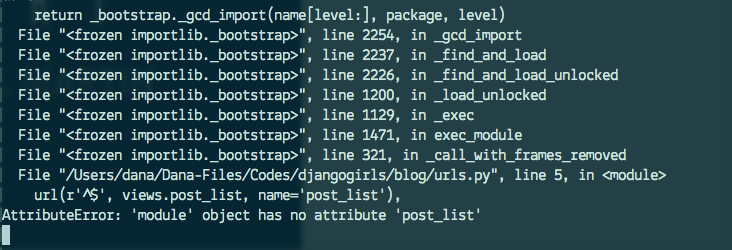 return _bootstrap._gcd_import(name[level:], package, level)
File "<frozen importlib._bootstrap>", line 2254, in _gcd_import
File "<frozen importlib._bootstrap>", line 2237, in _find_and_load
File "<frozen importlib._bootstrap>", line 2226, in _find_and_load_unlocked
File "<frozen importlib._bootstrap>", line 1200, in _load_unlocked
File "<frozen importlib._bootstrap>", line 1129, in _exec
File "<frozen importlib._bootstrap>", line 1471, in exec_module
File "<frozen importlib._bootstrap>", line 321, in _call_with_frames_removed
File "/Users/dana/Dana-Files/Codes/djangogirls/blog/urls.py", line 5, in <module>
url(r'^$', views.post_list, name='post_list'),
AttributeError: 'module' object has no attribute 'post_list'